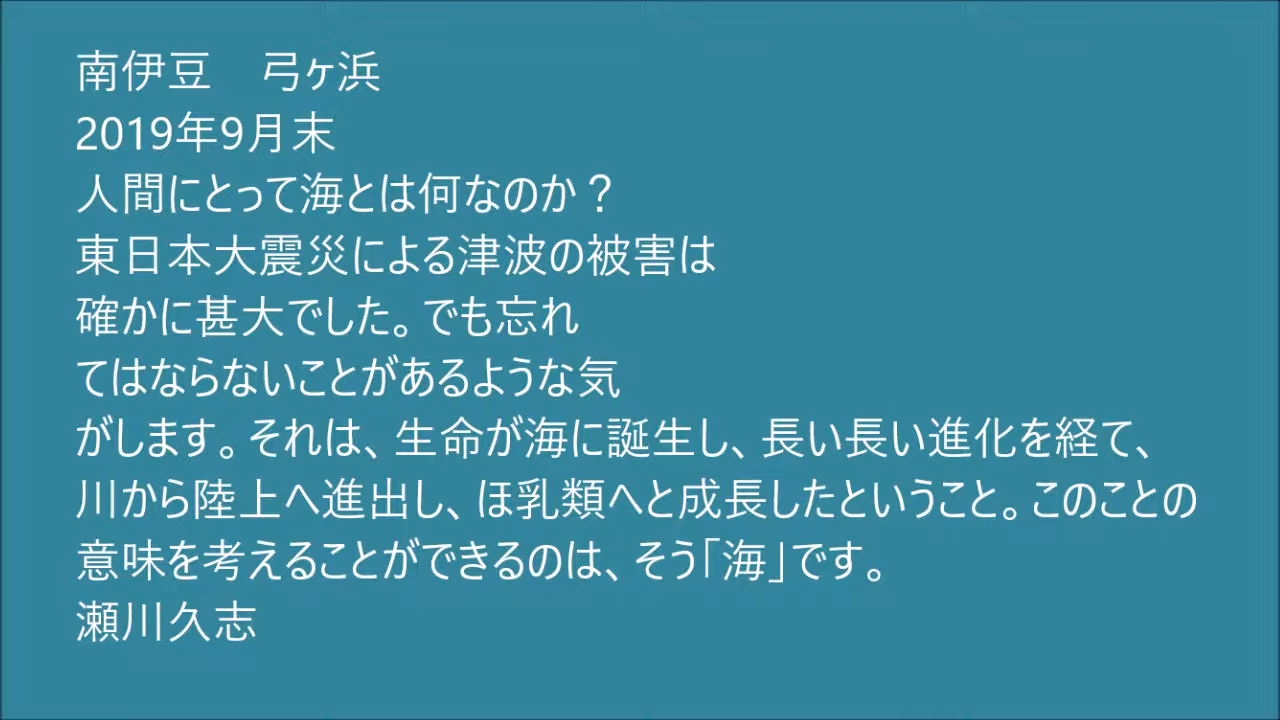 南伊豆　弓ヶ浜
2019年9月末
人間にとって海とは何なのか？
東日本大震災による津波の被害は
確かに甚大でした。でも忘れ
てはならないことがあるような気
がします。それは、生命が海に誕生し、長い長い進化を経て、
川から陸上へ進出し、ほ乳類へと成長したということ。このことの
意味を考えることができるのは、そう「海」です。
瀬川久志